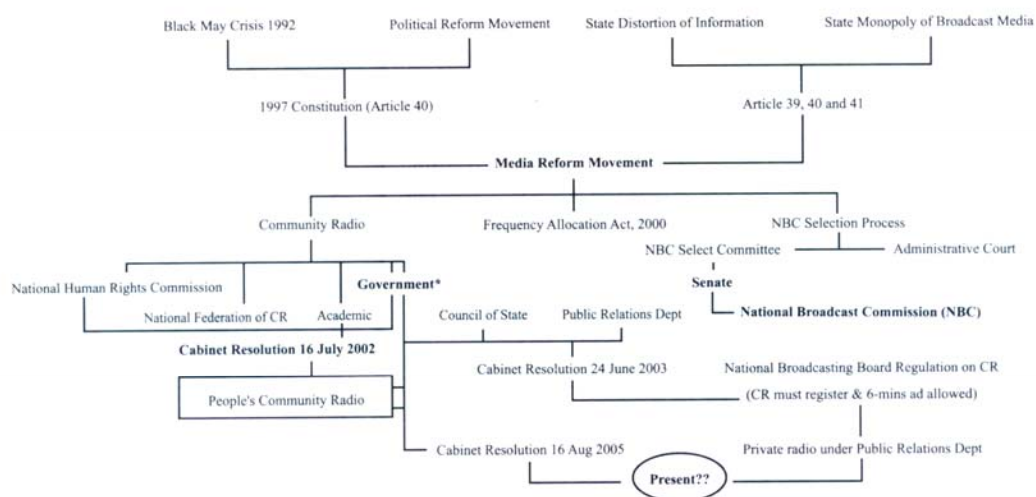 Black May Crisis 1992
Political Reform Movement
State Distortion of Information
State Monopoly of Broadcast Media
1997 Constitution (Article 40)
Article 39, 40 and 41
Media Reform Movement
Community Radio
Frequency Allocation Act, 2000
NBC Selection Process
NBC Select Committee
Administrative Court
National Human Rights Commission
Government*
Senate
National Federation of CR
Academic
Council of State
Public Relations Dept
National Broadcast Commission (NBC)
Cabinet Resolution 16 July 2002
Cabinet Resolution 24 June 2003
National Broadcasting Board Regulation on CR
(CR must register & 6-mins ad allowed)
People's Community Radio
Cabinet Resolution 16 Aug 2005
Private radio under Public Relations Dept
Present??